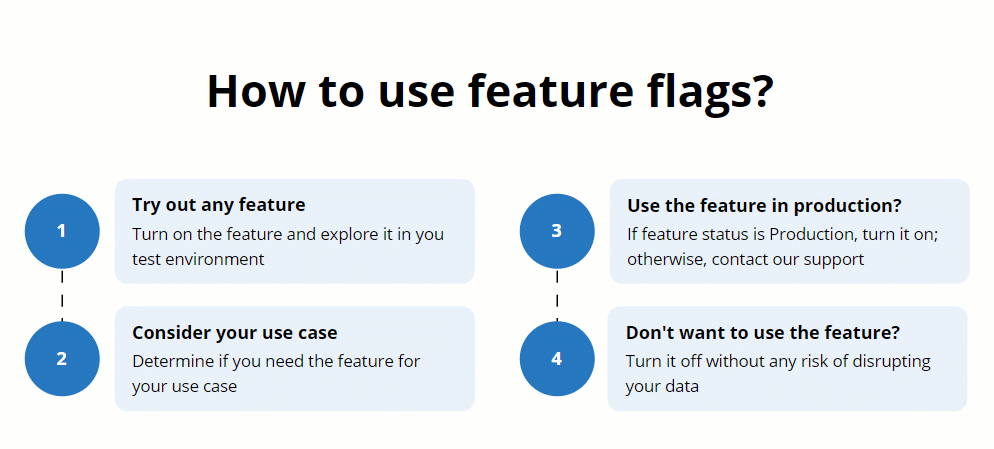 How to use feature flags?
1
Try out any feature
Turn on the feature and explore it in you
test environment
2
Consider your use case
Determine if you need the feature for
your use case
3
Use the feature in production?
If feature status is Production, turn it on;
otherwise, contact our support
4
Don't want to use the feature?
Turn it off without any risk of disrupting
your data